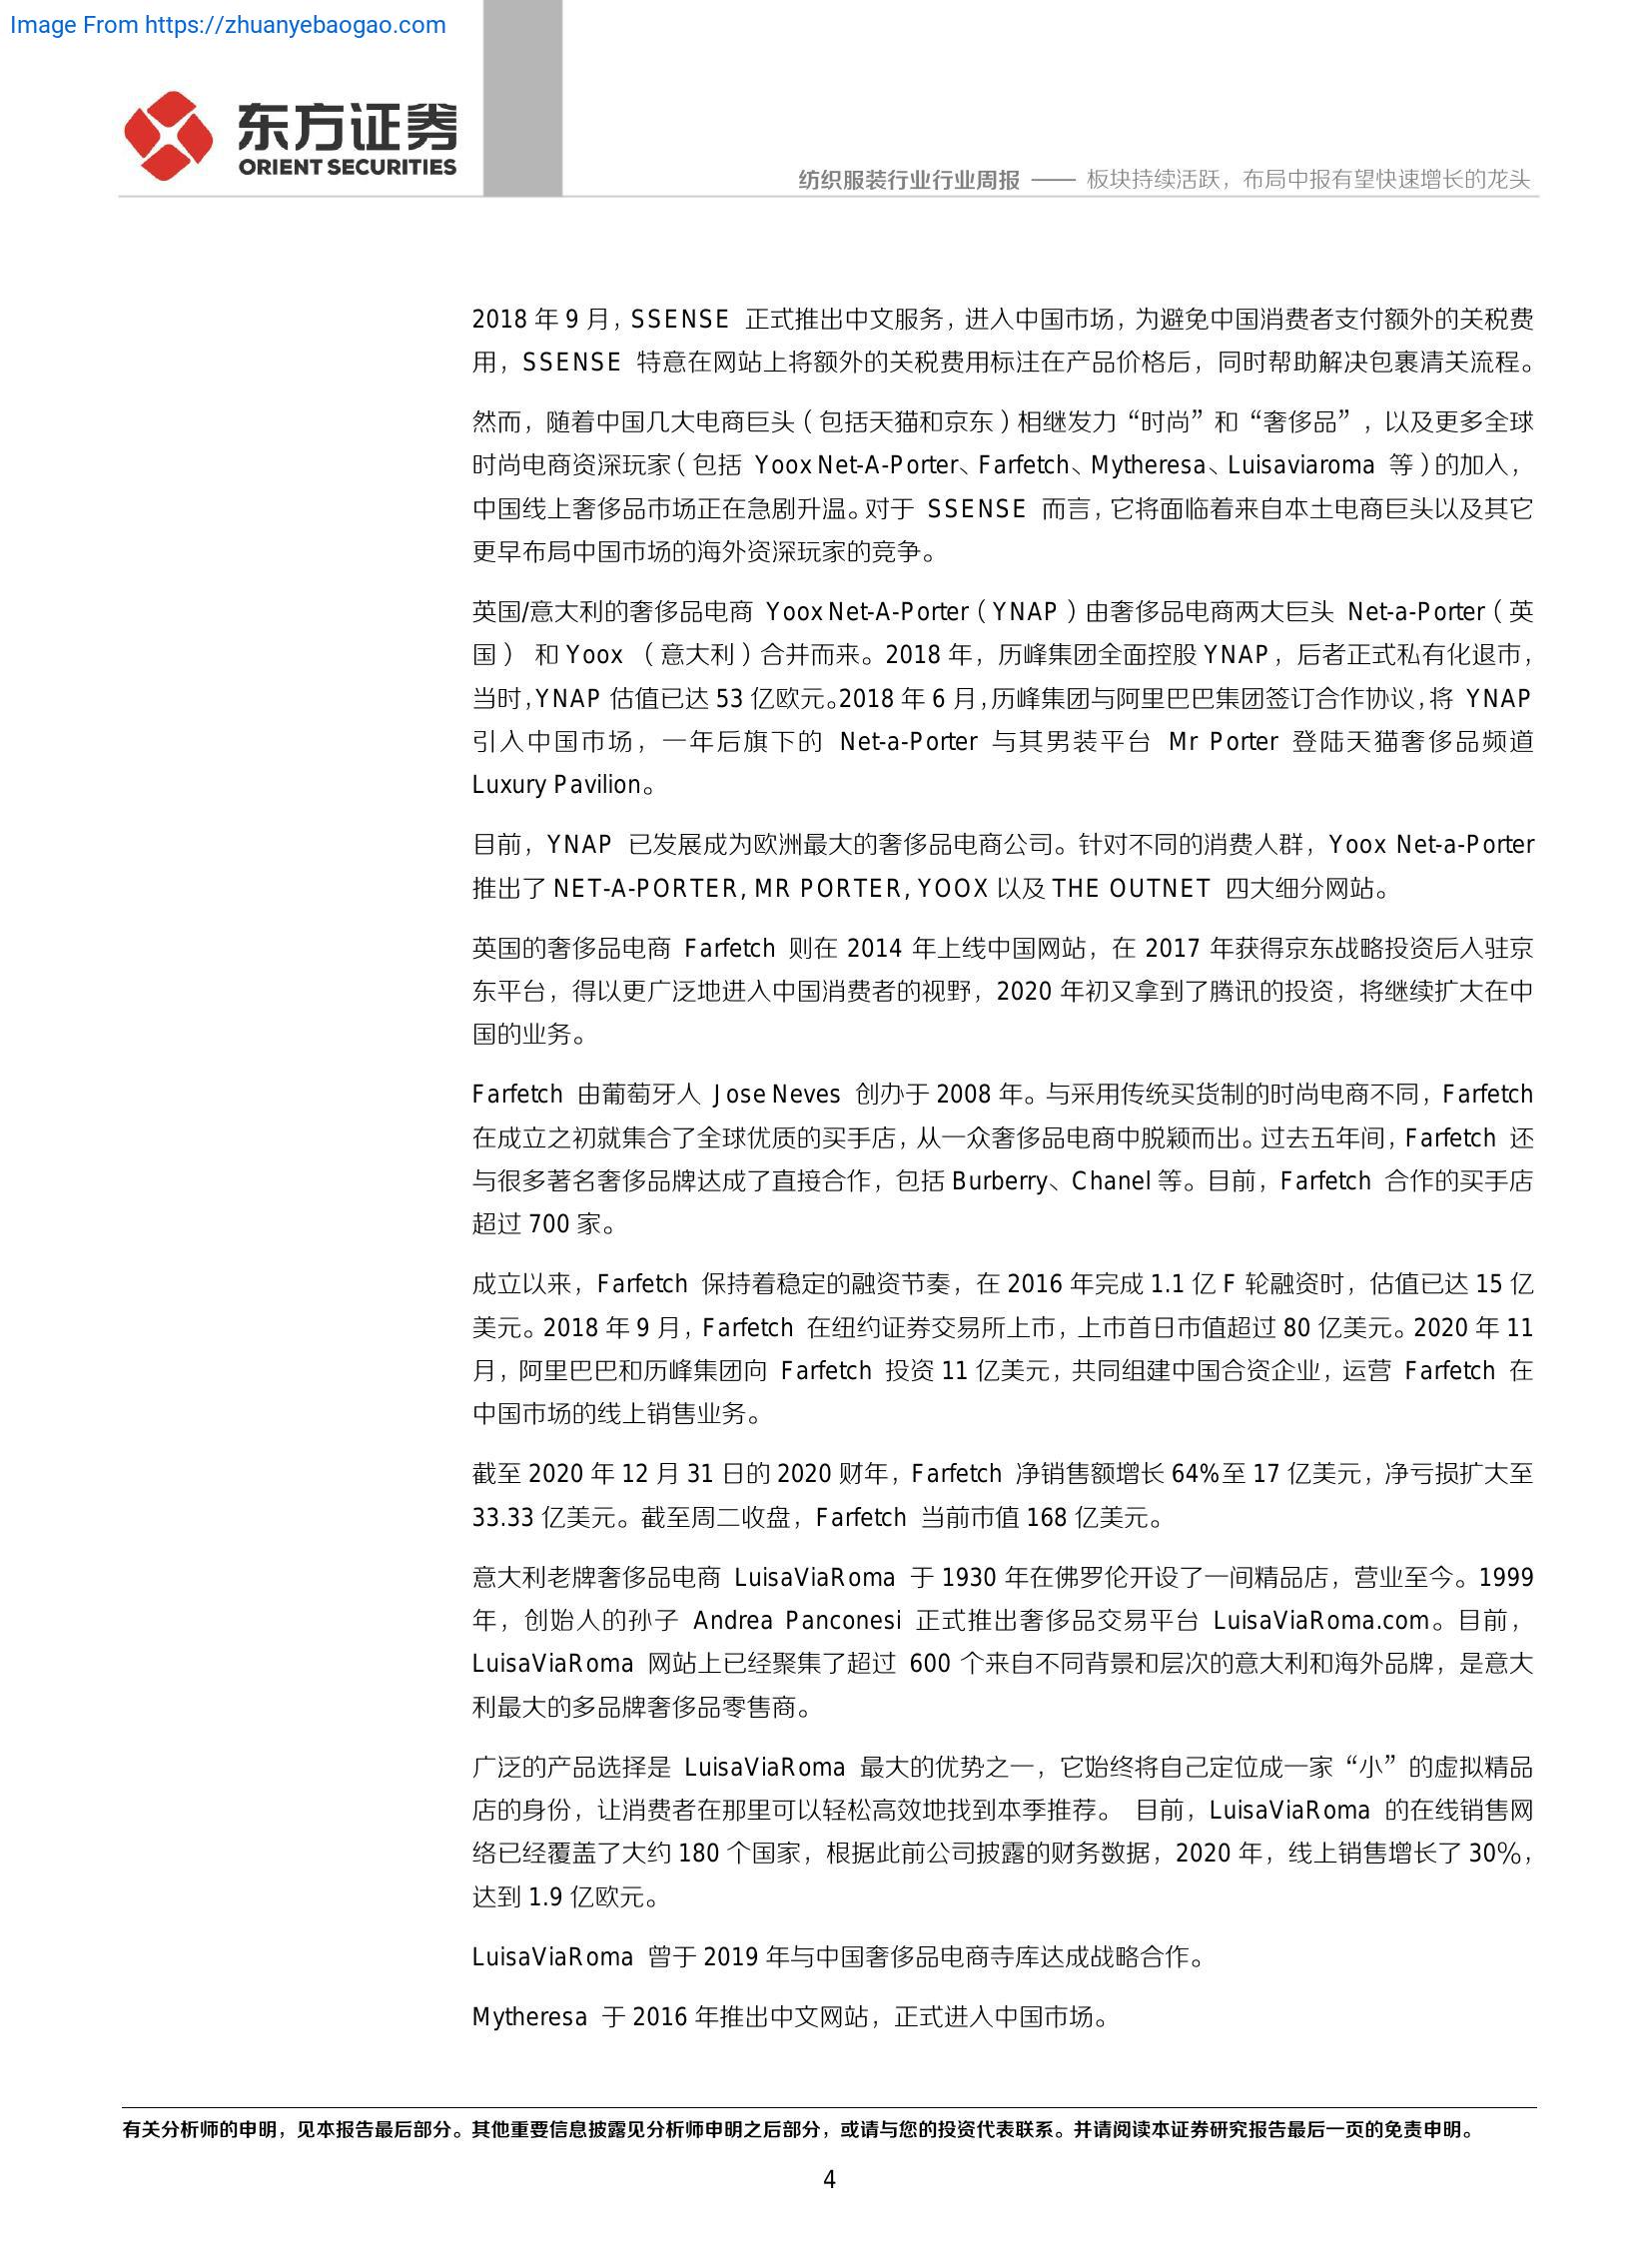 Image From https://zhuanyebaogao.com
东方证券
ORIENT SECURITIES
纺织服装行业行业周报 —— 板块持续活跃，布局中报有望快速增长的龙头
2018 年 9 月，SSENSE 正式推出中文服务，进入中国市场，为避免中国消费者支付额外的关税费
用，SSENSE 特意在网站上将额外的关税费用标注在产品价格后，同时帮助解决包裹清关流程。
然而，随着中国几大电商巨头（包括天猫和京东）相继发力“时尚”和“奢侈品”，以及更多全球
时尚电商资深玩家（包括 Yoox Net-A-Porter、Farfetch、Mytheresa、Luisaviaroma 等）的加入，
中国线上奢侈品市场正在急剧升温。对于 SSENSE 而言，它将面临着来自本土电商巨头以及其它
更早布局中国市场的海外资深玩家的竞争。
英国/意大利的奢侈品电商 Yoox Net-A-Porter（YNAP）由奢侈品电商两大巨头 Net-a-Porter（英
国） 和 Yoox （意大利）合并而来。2018 年，历峰集团全面控股 YNAP，后者正式私有化退市，
当时，YNAP 估值已达 53 亿欧元。2018 年 6 月，历峰集团与阿里巴巴集团签订合作协议，将 YNAP
引入中国市场，一年后旗下的 Net-a-Porter 与其男装平台 Mr Porter 登陆天猫奢侈品频道
Luxury Pavilion。
目前，YNAP 已发展成为欧洲最大的奢侈品电商公司。针对不同的消费人群，Yoox Net-a-Porter
推出了 NET-A-PORTER, MR PORTER, YOOX 以及 THE OUTNET 四大细分网站。
英国的奢侈品电商 Farfetch 则在 2014 年上线中国网站，在 2017 年获得京东战略投资后入驻京
东平台，得以更广泛地进入中国消费者的视野，2020 年初又拿到了腾讯的投资，将继续扩大在中
国的业务。
Farfetch 由葡萄牙人 Jose Neves 创办于 2008 年。与采用传统买货制的时尚电商不同，Farfetch
在成立之初就集合了全球优质的买手店，从一众奢侈品电商中脱颖而出。过去五年间，Farfetch 还
与很多著名奢侈品牌达成了直接合作，包括 Burberry、Chanel 等。目前，Farfetch 合作的买手店
超过 700 家。
成立以来，Farfetch 保持着稳定的融资节奏，在 2016 年完成 1.1 亿 F 轮融资时，估值已达 15 亿
美元。2018 年 9 月，Farfetch 在纽约证券交易所上市，上市首日市值超过 80 亿美元。2020 年 11
月，阿里巴巴和历峰集团向 Farfetch 投资 11 亿美元，共同组建中国合资企业，运营 Farfetch 在
中国市场的线上销售业务。
截至 2020 年 12 月 31 日的 2020 财年，Farfetch 净销售额增长 64%至 17 亿美元，净亏损扩大至
33.33 亿美元。截至周二收盘，Farfetch 当前市值 168 亿美元。
意大利老牌奢侈品电商 LuisaViaRoma 于 1930 年在佛罗伦开设了一间精品店，营业至今。1999
年，创始人的孙子 Andrea Panconesi 正式推出奢侈品交易平台 LuisaViaRoma.com。目前，
LuisaViaRoma 网站上已经聚集了超过 600 个来自不同背景和层次的意大利和海外品牌，是意大
利最大的多品牌奢侈品零售商。
广泛的产品选择是 LuisaViaRoma 最大的优势之一，它始终将自己定位成一家“小”的虚拟精品
店的身份，让消费者在那里可以轻松高效地找到本季推荐。 目前，LuisaViaRoma 的在线销售网
络已经覆盖了大约 180 个国家，根据此前公司披露的财务数据，2020 年，线上销售增长了 30%，
达到 1.9 亿欧元。
LuisaViaRoma 曾于 2019 年与中国奢侈品电商寺库达成战略合作。
Mytheresa 于 2016 年推出中文网站，正式进入中国市场。
有关分析师的申明，见本报告最后部分。其他重要信息披露见分析师申明之后部分，或请与您的投资代表联系。并请阅读本证券研究报告最后一页的免责申明。
4